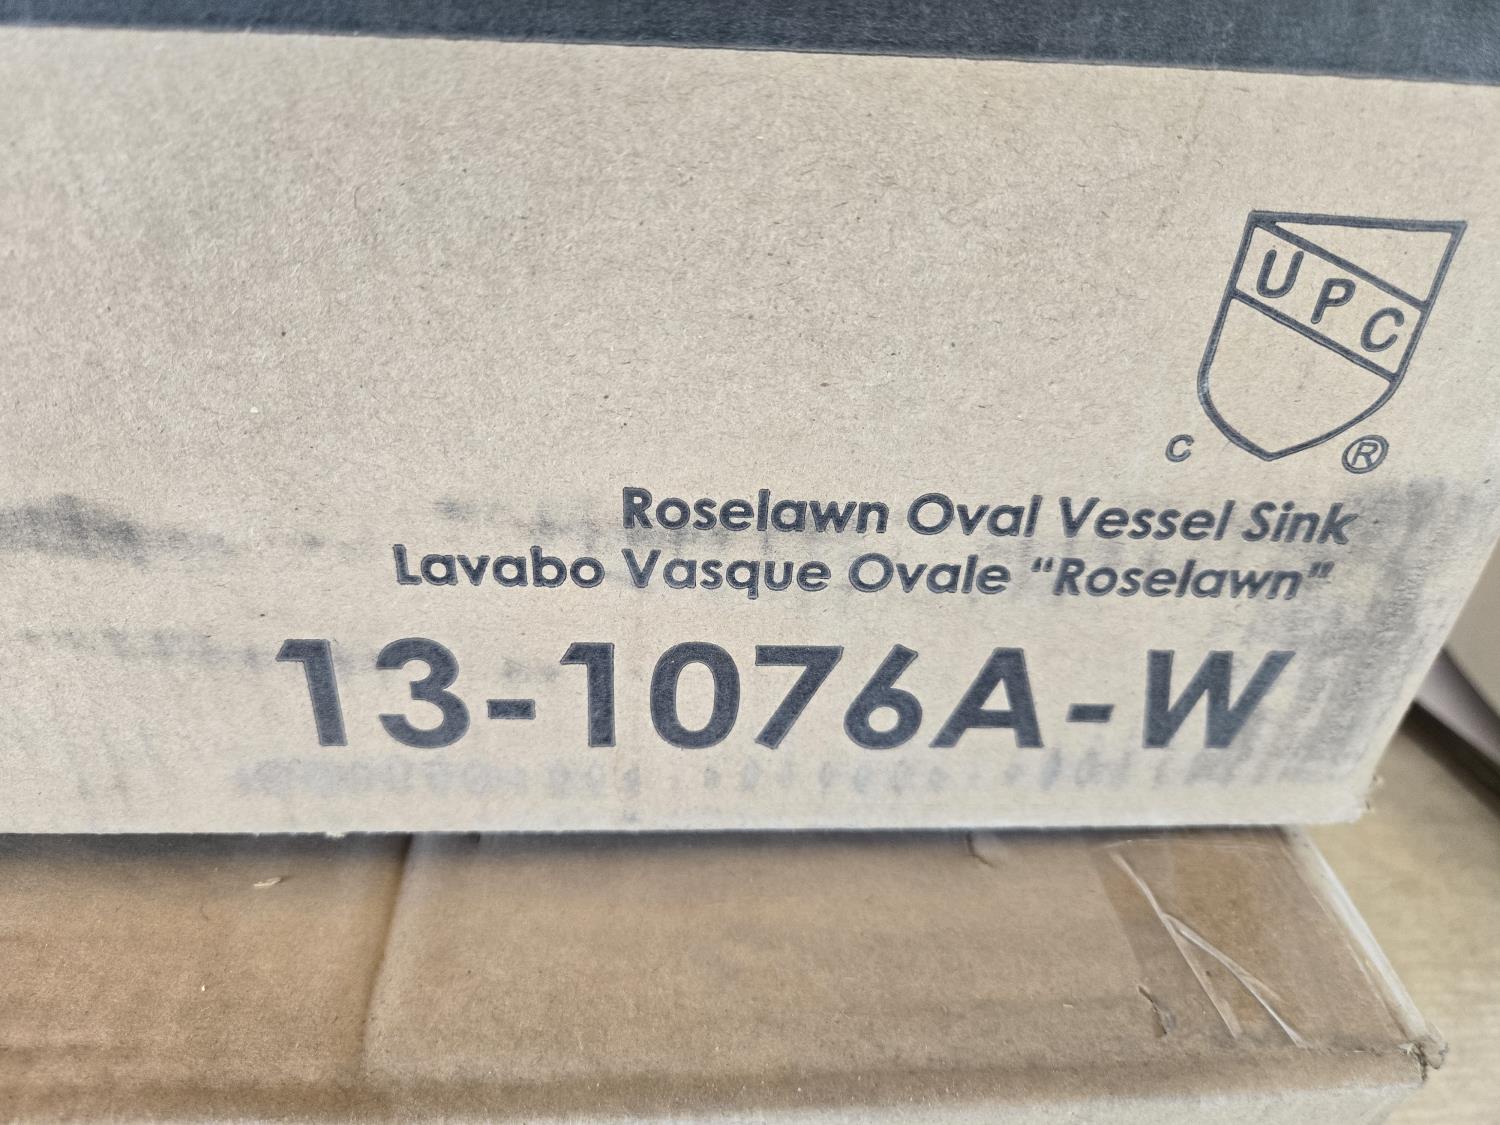 UPC
C ®
Roselawn Oval Vessel Sink
Lavabo Vasque Ovale “Roselawn”
13-1076A-W